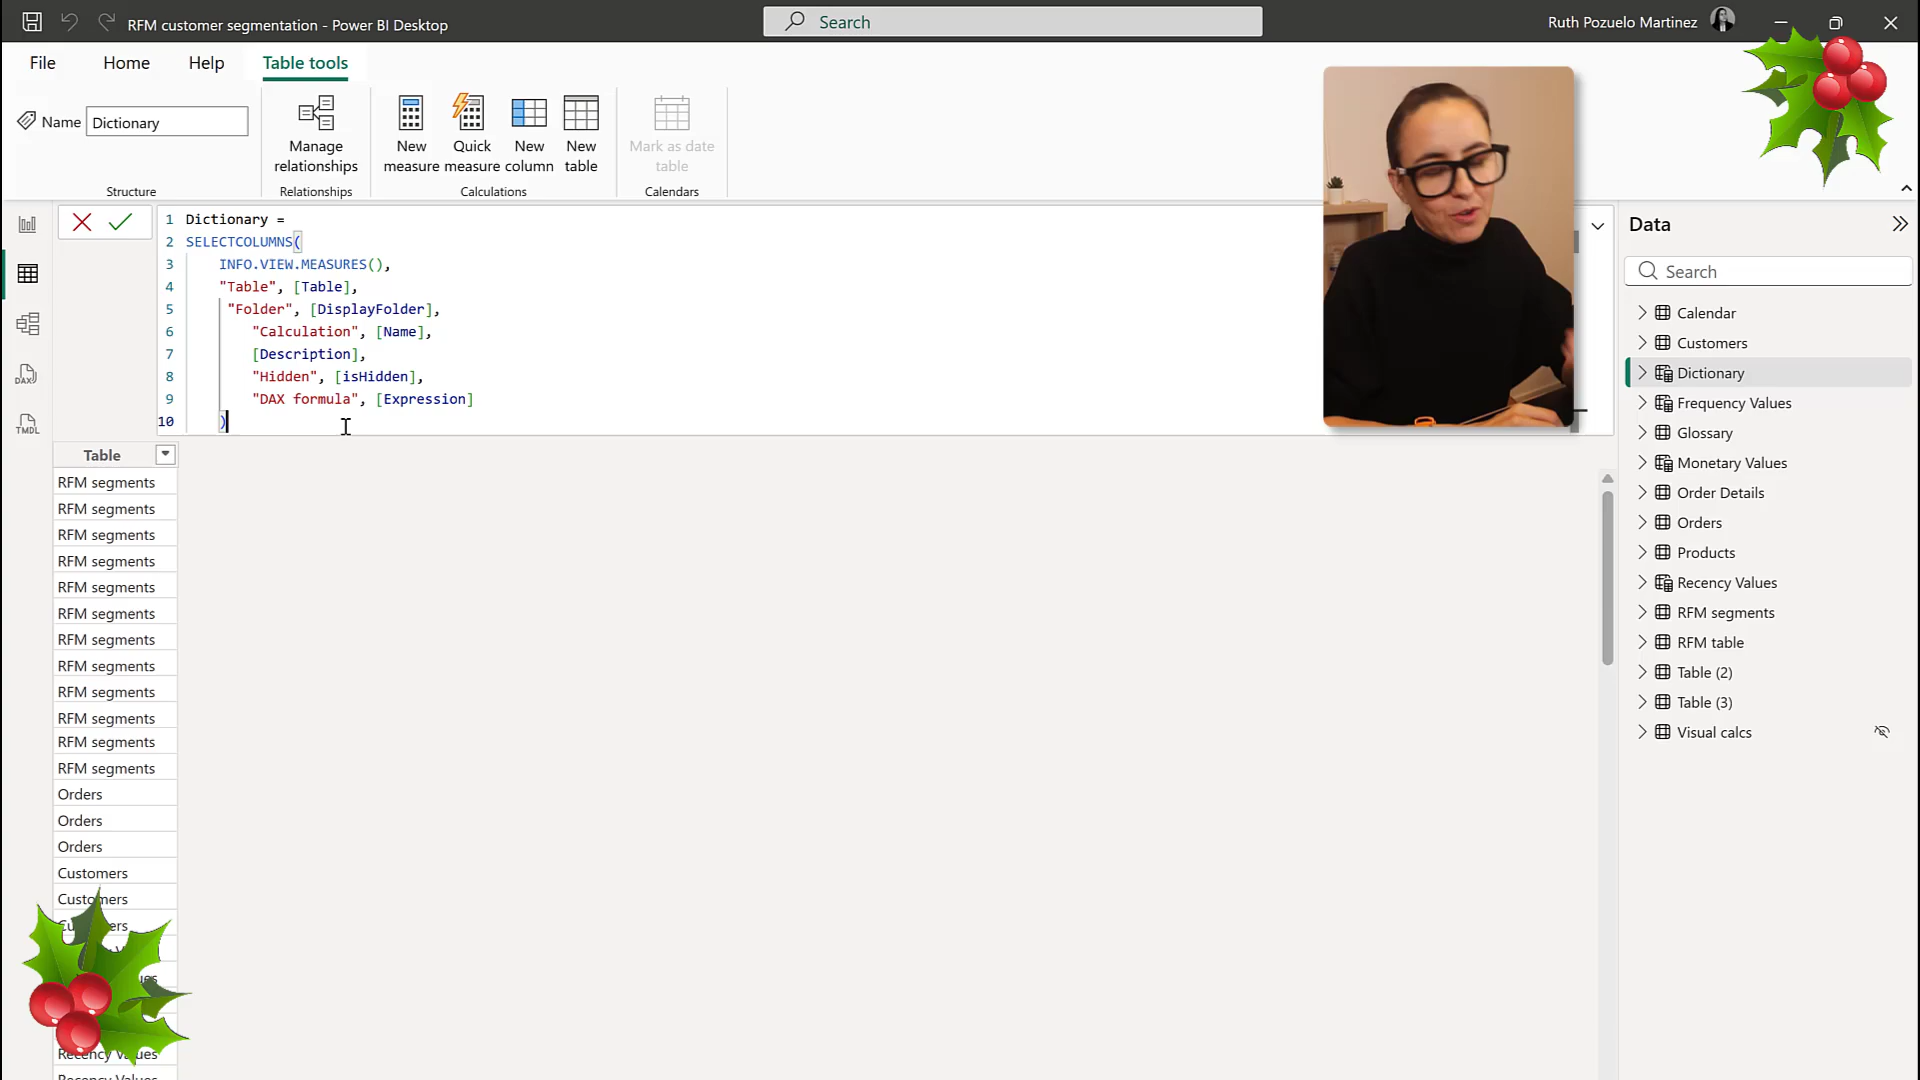 RFM customer segmentation - Power BI Desktop
Search
Ruth Pozuelo Martinez
File
Home
Help
Table tools
Name
Dictionary
Manage relationships
New measure
Quick measure
New column
New table
Mark as date table
Structure
Relationships
Calculations
Calendars
1 Dictionary =
2 SELECTCOLUMNS(
3 INFO.VIEW.MEASURES(),
4 "Table", [Table],
5 "Folder", [DisplayFolder],
6 "Calculation", [Name],
7 [Description],
8 "Hidden", [isHidden],
9 "DAX formula", [Expression]
10 )
DAX
TMDL
Table
RFM segments
RFM segments
RFM segments
RFM segments
RFM segments
RFM segments
RFM segments
RFM segments
RFM segments
RFM segments
RFM segments
RFM segments
Orders
Orders
Orders
Customers
Customers
Recency Values
Data
Search
Calendar
Customers
Dictionary
Frequency Values
Glossary
Monetary Values
Order Details
Orders
Products
Recency Values
RFM segments
RFM table
Table (2)
Table (3)
Visual calcs